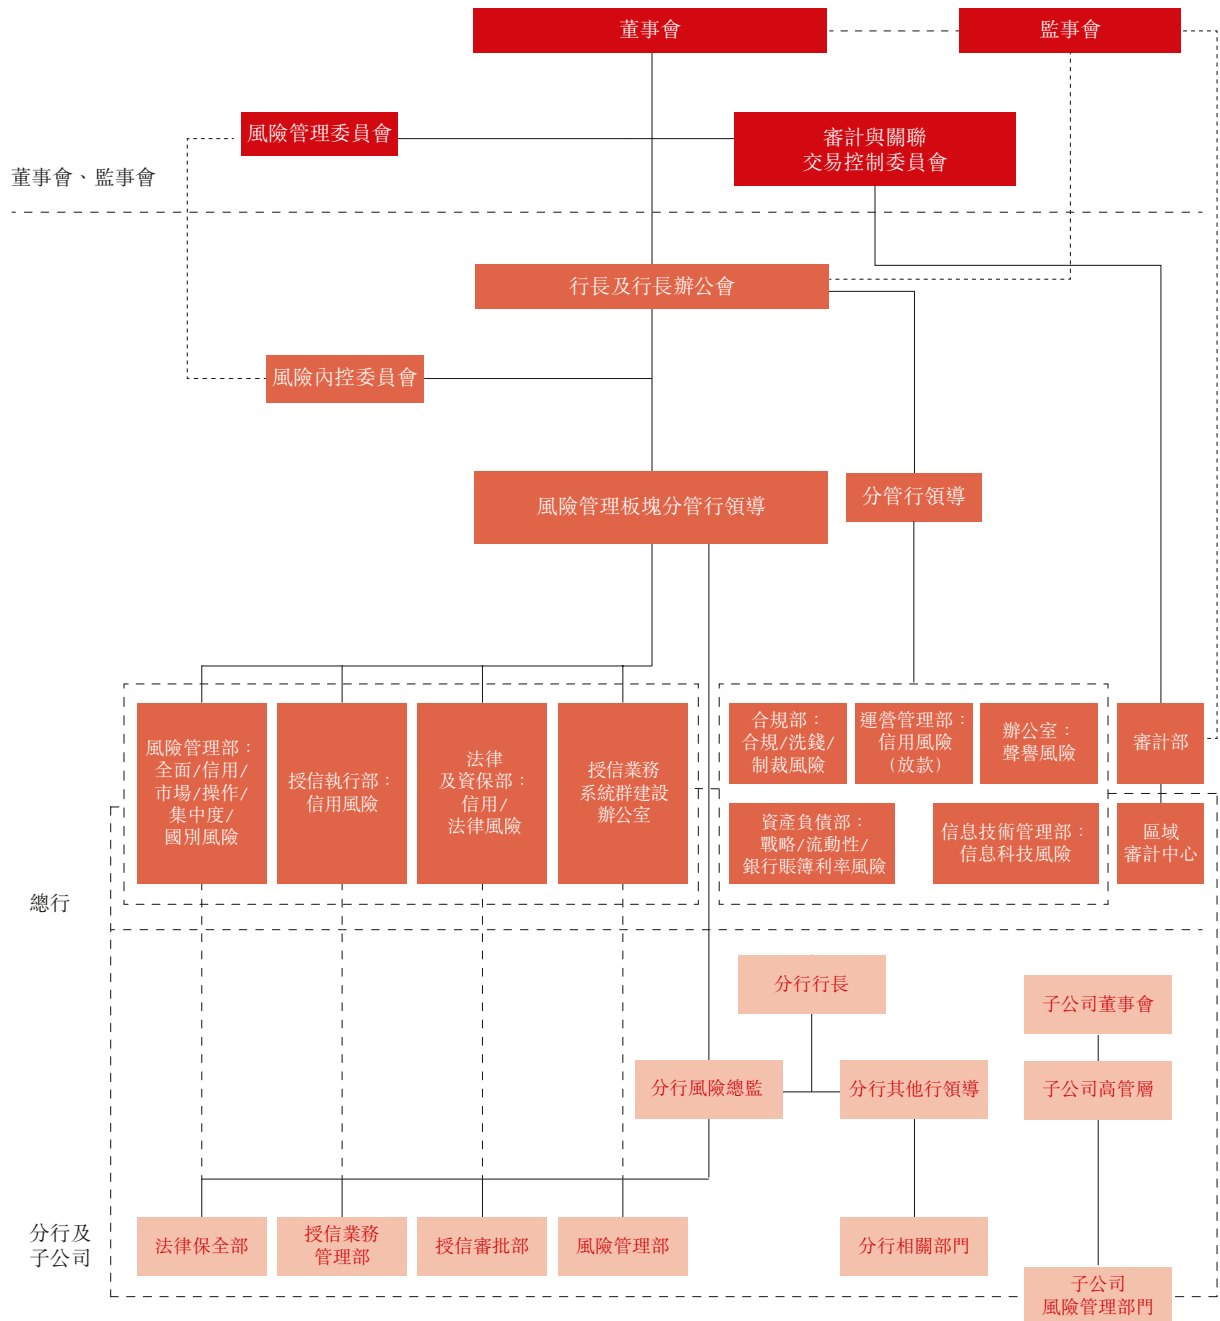 董事會
監事會
風險管理委員會
審計與關聯
交易控制委員會
董事會、監事會
行長及行長辦公會
風險內控委員會
風險管理板塊分管行領導
分管行領導
風險管理部：
全面/信用/
市場/操作/
集中度/
國別風險
授信執行部：
信用風險
法律
及資保部：
信用/
法律風險
授信業務
系統群建設
辦公室
合規部：
合規/洗錢/
制裁風險
運營管理部：
信用風險
(放款)
辦公室：
聲譽風險
審計部
資產負債部：
戰略/流動性/
銀行賬簿利率風險
信息技術管理部：
信息科技風險
區域
審計中心
總行
分行行長
子公司董事會
分行風險總監
分行其他行領導
子公司高管層
分行及
子公司
法律保全部
授信業務
管理部
授信審批部
風險管理部
分行相關部門
子公司
風險管理部門